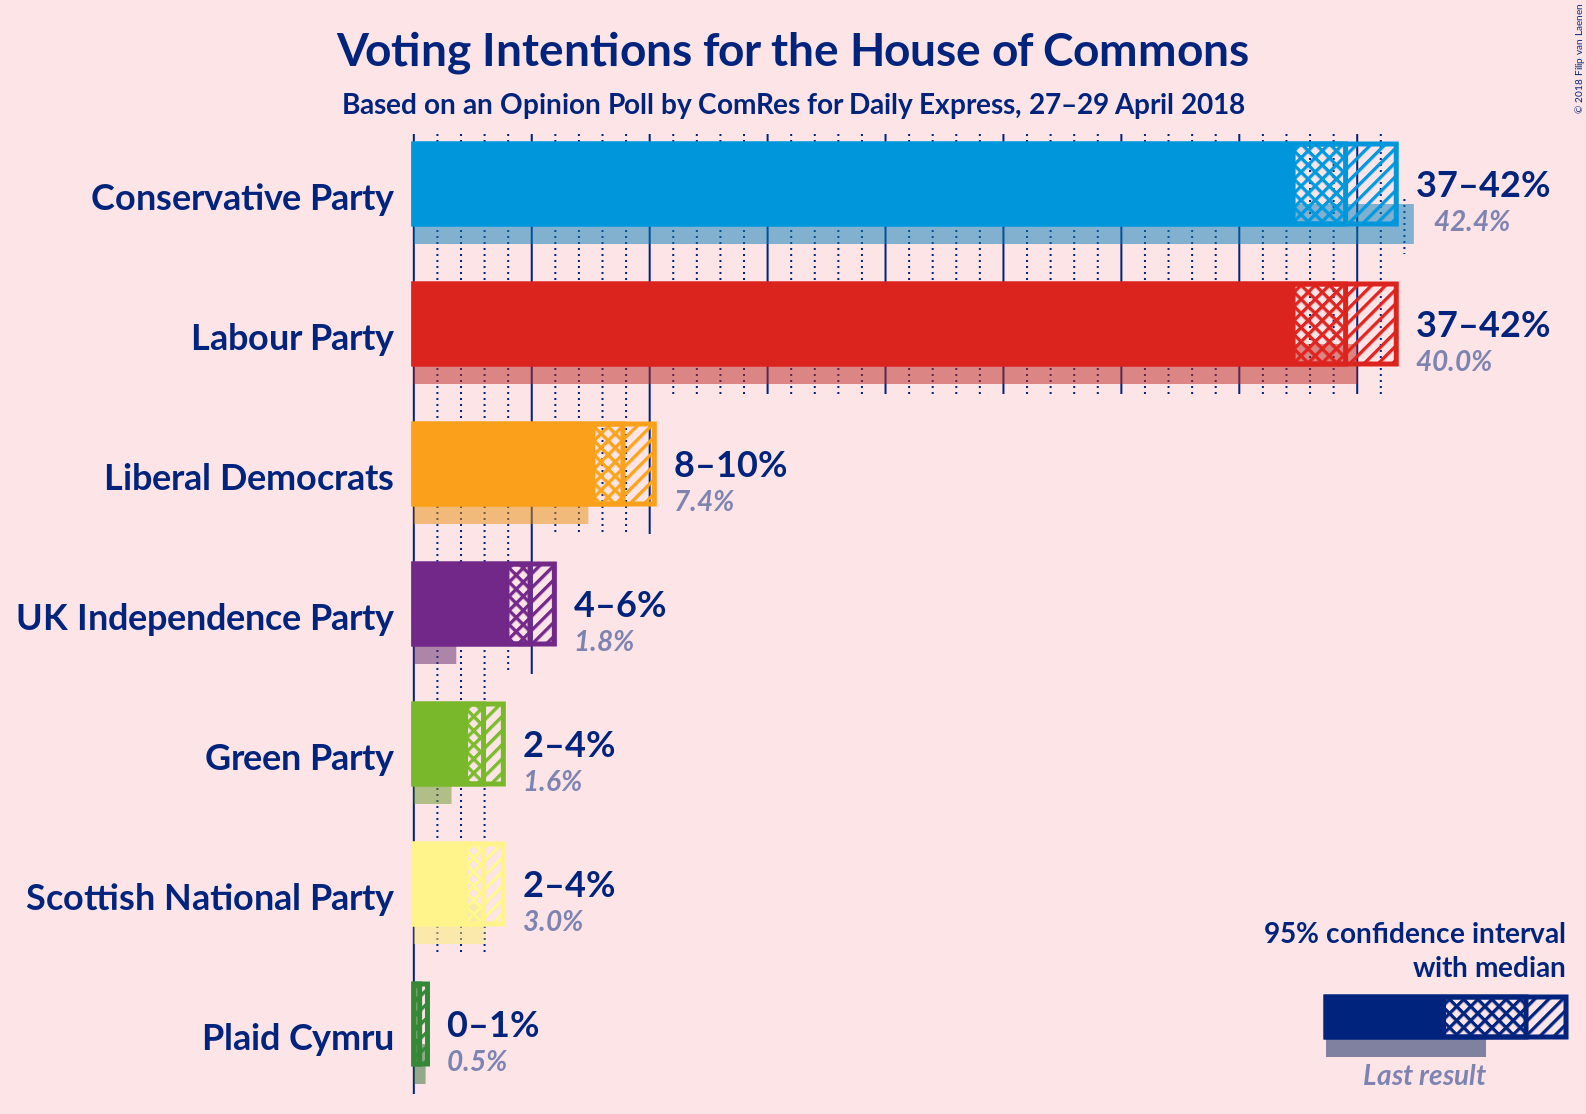 Voting Intentions for the House of Commons
Based on an Opinion Poll by ComRes for Daily Express, 27–29 April 2018
© 2018 Filip van Laenen
Conservative Party
37–42%
42.4%
Labour Party
37–42%
40.0%
Liberal Democrats
8–10%
7.4%
UK Independence Party
4–6%
1.8%
Green Party
2–4%
1.6%
Scottish National Party
2–4%
3.0%
Plaid Cymru
0–1%
0.5%
95% confidence interval
with median
Last result